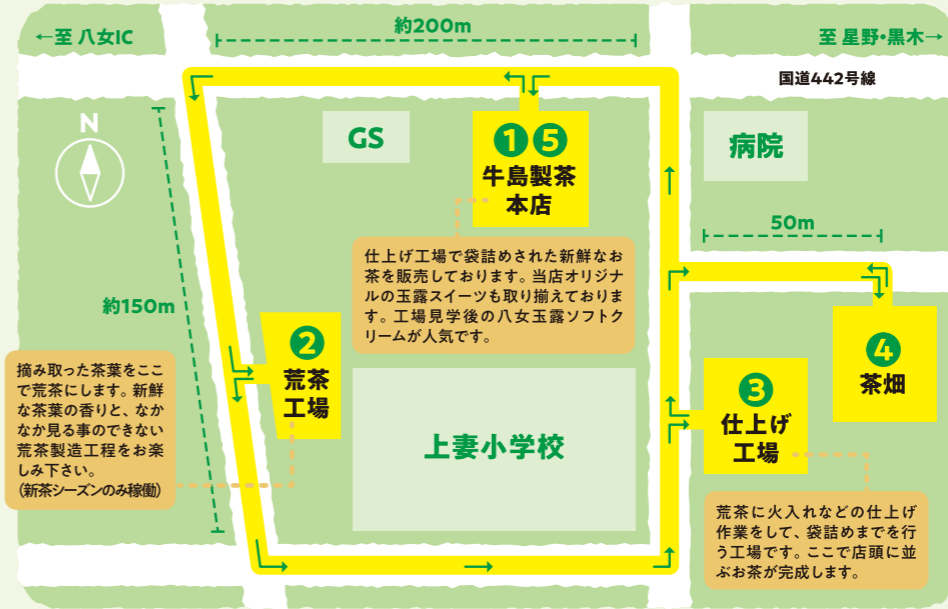 ←至 八女IC
約200m
至 星野・黒木→
国道442号線
N
GS
❶❺
牛島製茶
本店
病院
50m
仕上げ工場で袋詰めされた新鮮なお
茶を販売しております。当店オリジナ
ルの玉露スイーツも取り揃えておりま
す。工場見学後の八女玉露ソフトク
リームが人気です。
約150m
❷
荒茶
工場
摘み取った茶葉をここ
で荒茶にします。新鮮
な茶葉の香りと、なか
なか見る事のできない
荒茶製造工程をお楽
しみ下さい。
(新茶シーズンのみ稼働)
上妻小学校
❸
仕上げ
工場
❹
茶畑
荒茶に火入れなどの仕上げ
作業をして、袋詰めまでを行
う工場です。ここで店頭に並
ぶお茶が完成します。